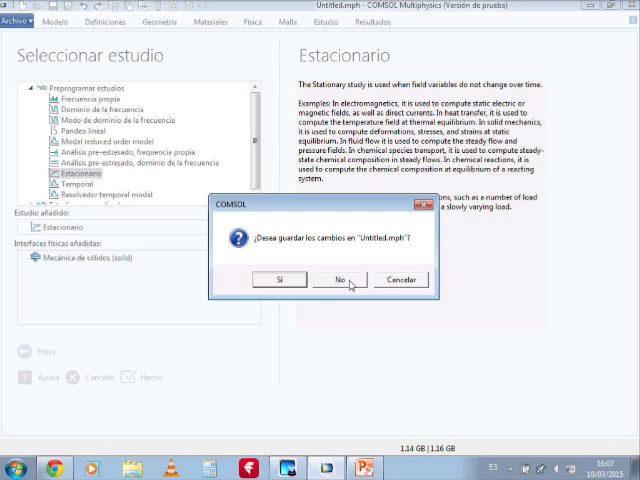 Untitled.mph - COMSOL Multiphysics (Versión de prueba)
Archivo Modelo Definiciones Geometría Materiales Física Malla Estudio Resultados
Seleccionar estudio
Preprogramar estudios
Frecuencia propia
Dominio de la frecuencia
Modo de dominio de la frecuencia
Pandeo lineal
Modal reduced order model
Análisis pre-estresado, frecuencia propia
Análisis pre-estresado, dominio de la frecuencia
Estacionario
Temporal
Resolvedor temporal modal
Estudio añadido:
Estacionario
Interfaces físicas añadidas:
Mecánica de sólidos (solid)
Física
Ayuda Cancelar Hecho
Estacionario
The Stationary study is used when field variables do not change over time.
Examples: In electromagnetics, it is used to compute static electric or
magnetic fields, as well as direct currents. In heat transfer, it is used to
compute the temperature field at thermal equilibrium. In solid mechanics,
it is used to compute deformations, stresses, and strains at static
equilibrium. In fluid flow it is used to compute the steady flow and
pressure fields. In chemical species transport, it is used to compute steady-
state chemical composition in steady flows. In chemical reactions, it is
used to compute the chemical composition at equilibrium of a reacting
system.
ons, such as a number of load
a slowly varying load.
COMSOL
¿Desea guardar los cambios en "Untitled.mph"?
Sí No Cancelar
1.14 GB | 1.16 GB
ES
16:07
10/03/2015